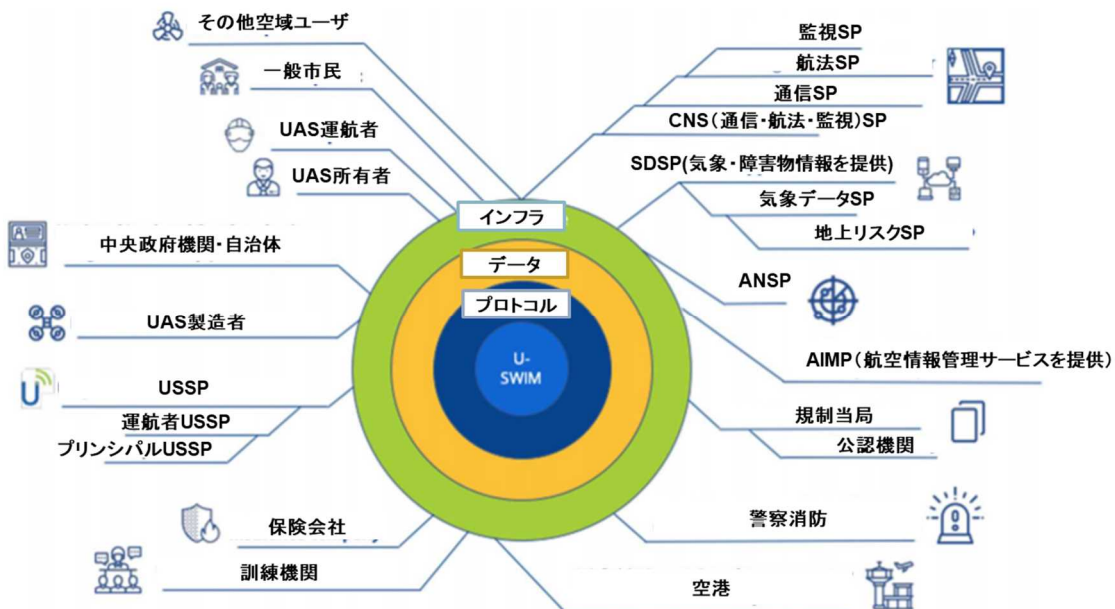 その他空域ユーザ
一般市民
UAS運航者
UAS所有者
中央政府機関・自治体
UAS製造者
USSP
運航者USSP
プリンシパルUSSP
保険会社
訓練機関
インフラ
データ
プロトコル
U-
SWIM
監視SP
航法SP
通信SP
CNS(通信・航法・監視)SP
SDSP(気象・障害物情報を提供)
気象データSP
地上リスクSP
ANSP
AIMP(航空情報管理サービスを提供)
規制当局
公認機関
警察消防
空港